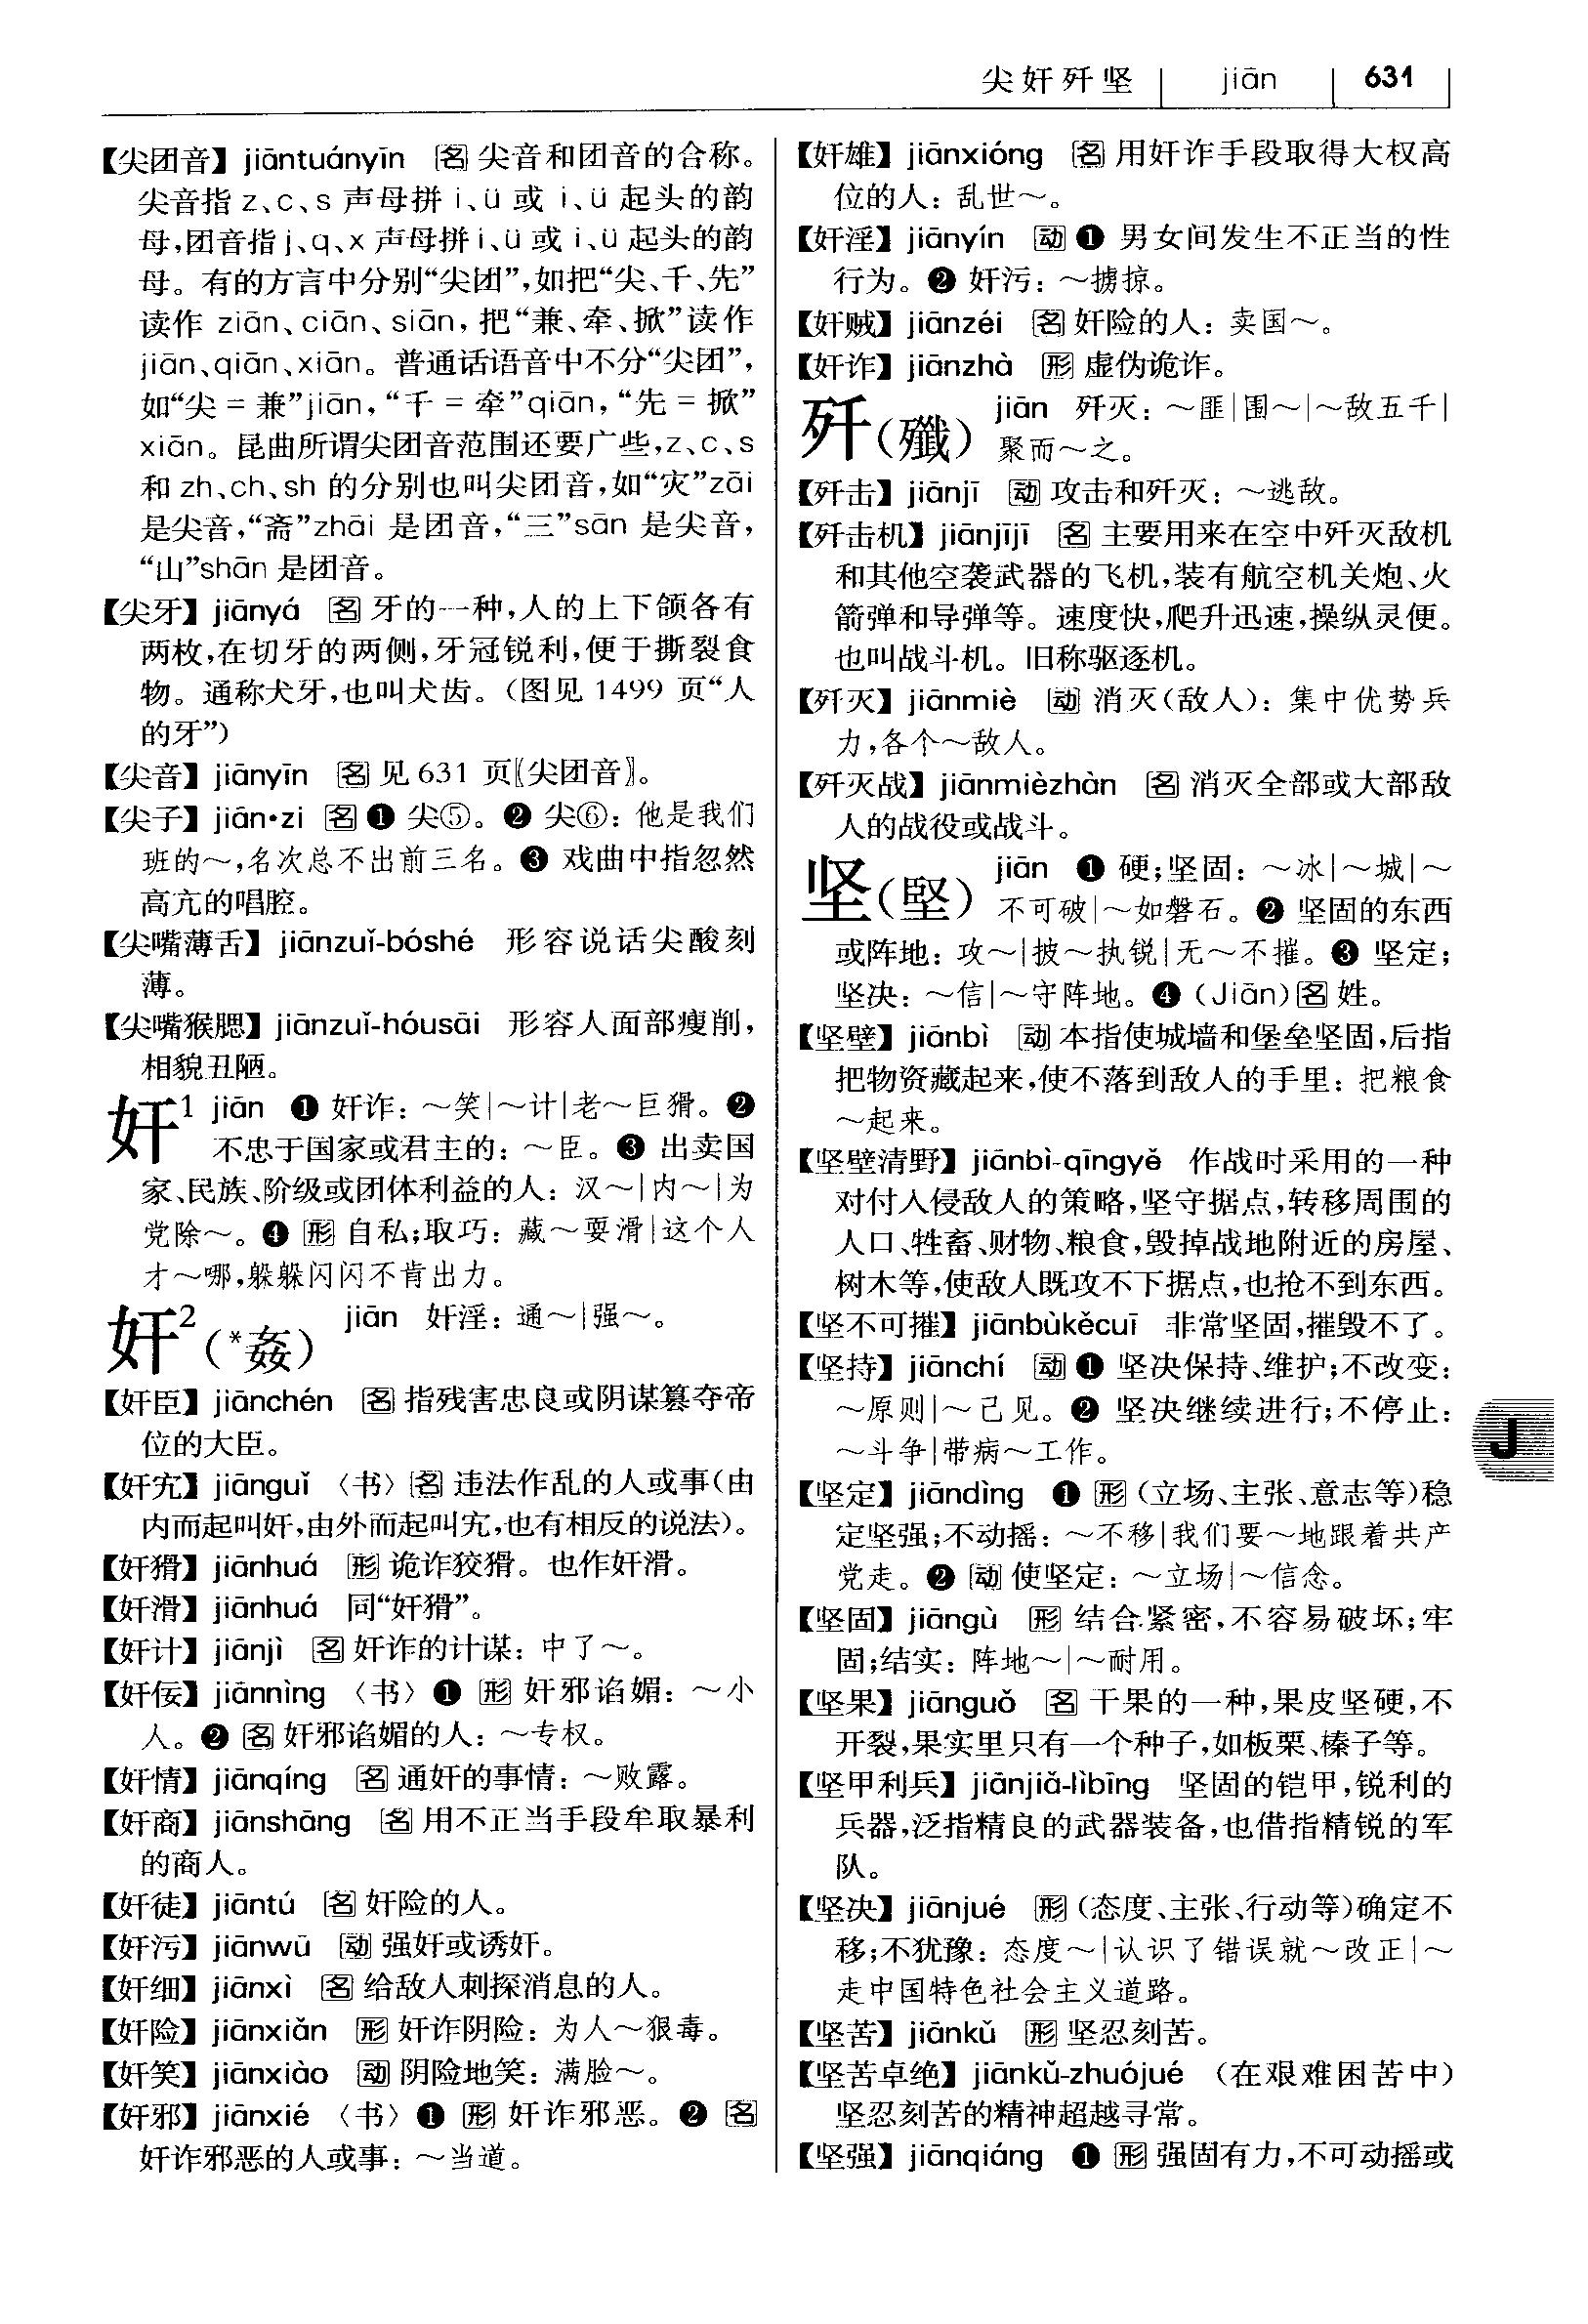 尖奸歼坚 jiān 631
【尖团音】jiāntuányīn 名 尖音和团音的合称。
尖音指 z、c、s 声母拼 i、ü 或 i、ü 起头的韵
母,团音指 j、q、x 声母拼 i、ü 或 i、ü 起头的韵
母。有的方言中分别“尖团”,如把“尖、千、先”
读作 ziān、ciān、siān,把“兼、牵、掀”读作
jiān、qiān、xiān。普通话语音中不分“尖团”,
如“尖 = 兼”jiān,“千 = 牵”qiān,“先 = 掀”
xiān。昆曲所谓尖团音范围还要广些,z、c、s
和 zh、ch、sh 的分别也叫尖团音,如“灾”zāi
是尖音,“斋”zhāi 是团音,“三”sān 是尖音,
“山”shān 是团音。
【尖牙】jiānyá 名 牙的一种,人的上下颌各有
两枚,在切牙的两侧,牙冠锐利,便于撕裂食
物。通称犬牙,也叫犬齿。(图见 1499 页“人
的牙”)
【尖音】jiānyīn 名 见 631 页〖尖团音〗。
【尖子】jiān·zi 名 ❶ 尖⑤。❷ 尖⑥:他是我们
班的~,名次总不出前三名。❸ 戏曲中指忽然
高亢的唱腔。
【尖嘴薄舌】jiānzuǐ-bóshé 形容说话尖酸刻
薄。
【尖嘴猴腮】jiānzuǐ-hóusāi 形容人面部瘦削,
相貌丑陋。
奸1 jiān ❶ 奸诈:~笑|~计|老~巨猾。❷
不忠于国家或君主的:~臣。❸ 出卖国
家、民族、阶级或团体利益的人:汉~|内~|为
党除~。❹ 形 自私;取巧:藏~耍滑|这个人
才~哪,躲躲闪闪不肯出力。
奸2(*姦) jiān 奸淫:通~|强~。
【奸臣】jiānchén 名 指残害忠良或阴谋篡夺帝
位的大臣。
【奸宄】jiānguǐ 〈书〉名 违法作乱的人或事(由
内而起叫奸,由外而起叫宄,也有相反的说法)。
【奸猾】jiānhuá 形 诡诈狡猾。也作奸滑。
【奸滑】jiānhuá 同“奸猾”。
【奸计】jiānjì 名 奸诈的计谋:中了~。
【奸佞】jiānnìng 〈书〉❶ 形 奸邪谄媚:~小
人。❷ 名 奸邪谄媚的人:~专权。
【奸情】jiānqíng 名 通奸的事情:~败露。
【奸商】jiānshāng 名 用不正当手段牟取暴利
的商人。
【奸徒】jiāntú 名 奸险的人。
【奸污】jiānwū 动 强奸或诱奸。
【奸细】jiānxì 名 给敌人刺探消息的人。
【奸险】jiānxiǎn 形 奸诈阴险:为人~狠毒。
【奸笑】jiānxiào 动 阴险地笑:满脸~。
【奸邪】jiānxié 〈书〉❶ 形 奸诈邪恶。❷ 名
奸诈邪恶的人或事:~当道。
【奸雄】jiānxióng 名 用奸诈手段取得大权高
位的人:乱世~。
【奸淫】jiānyín 动 ❶ 男女间发生不正当的性
行为。❷ 奸污:~掳掠。
【奸贼】jiānzéi 名 奸险的人:卖国~。
【奸诈】jiānzhà 形 虚伪诡诈。
歼(殲) jiān 歼灭:~匪|围~|~敌五千|
聚而~之。
【歼击】jiānjī 动 攻击和歼灭:~逃敌。
【歼击机】jiānjījī 名 主要用来在空中歼灭敌机
和其他空袭武器的飞机,装有航空机关炮、火
箭弹和导弹等。速度快,爬升迅速,操纵灵便。
也叫战斗机。旧称驱逐机。
【歼灭】jiānmiè 动 消灭(敌人):集中优势兵
力,各个~敌人。
【歼灭战】jiānmièzhàn 名 消灭全部或大部敌
人的战役或战斗。
坚(堅) jiān ❶ 硬;坚固:~冰|~城|~
不可破|~如磐石。❷ 坚固的东西
或阵地:攻~|披~执锐|无~不摧。❸ 坚定;
坚决:~信|~守阵地。❹ (Jiān)名 姓。
【坚壁】jiānbì 动 本指使城墙和堡垒坚固,后指
把物资藏起来,使不落到敌人的手里:把粮食
~起来。
【坚壁清野】jiānbì-qīngyě 作战时采用的一种
对付入侵敌人的策略,坚守据点,转移周围的
人口、牲畜、财物、粮食,毁掉战地附近的房屋、
树木等,使敌人既攻不下据点,也抢不到东西。
【坚不可摧】jiānbùkěcuī 非常坚固,摧毁不了。
【坚持】jiānchí 动 ❶ 坚决保持、维护;不改变:
~原则|~己见。❷ 坚决继续进行;不停止:
~斗争|带病~工作。
【坚定】jiāndìng ❶ 形 (立场、主张、意志等)稳
定坚强;不动摇:~不移|我们要~地跟着共产
党走。❷ 动 使坚定:~立场|~信念。
J
【坚固】jiāngù 形 结合紧密,不容易破坏;牢
固;结实:阵地~|~耐用。
【坚果】jiānguǒ 名 干果的一种,果皮坚硬,不
开裂,果实里只有一个种子,如板栗、榛子等。
【坚甲利兵】jiānjiǎ-lìbīng 坚固的铠甲,锐利的
兵器,泛指精良的武器装备,也借指精锐的军
队。
【坚决】jiānjué 形 (态度、主张、行动等)确定不
移;不犹豫:态度~|认识了错误就~改正|~
走中国特色社会主义道路。
【坚苦】jiānkǔ 形 坚忍刻苦。
【坚苦卓绝】jiānkǔ-zhuójué (在艰难困苦中)
坚忍刻苦的精神超越寻常。
【坚强】jiānqiáng ❶ 形 强固有力,不可动摇或